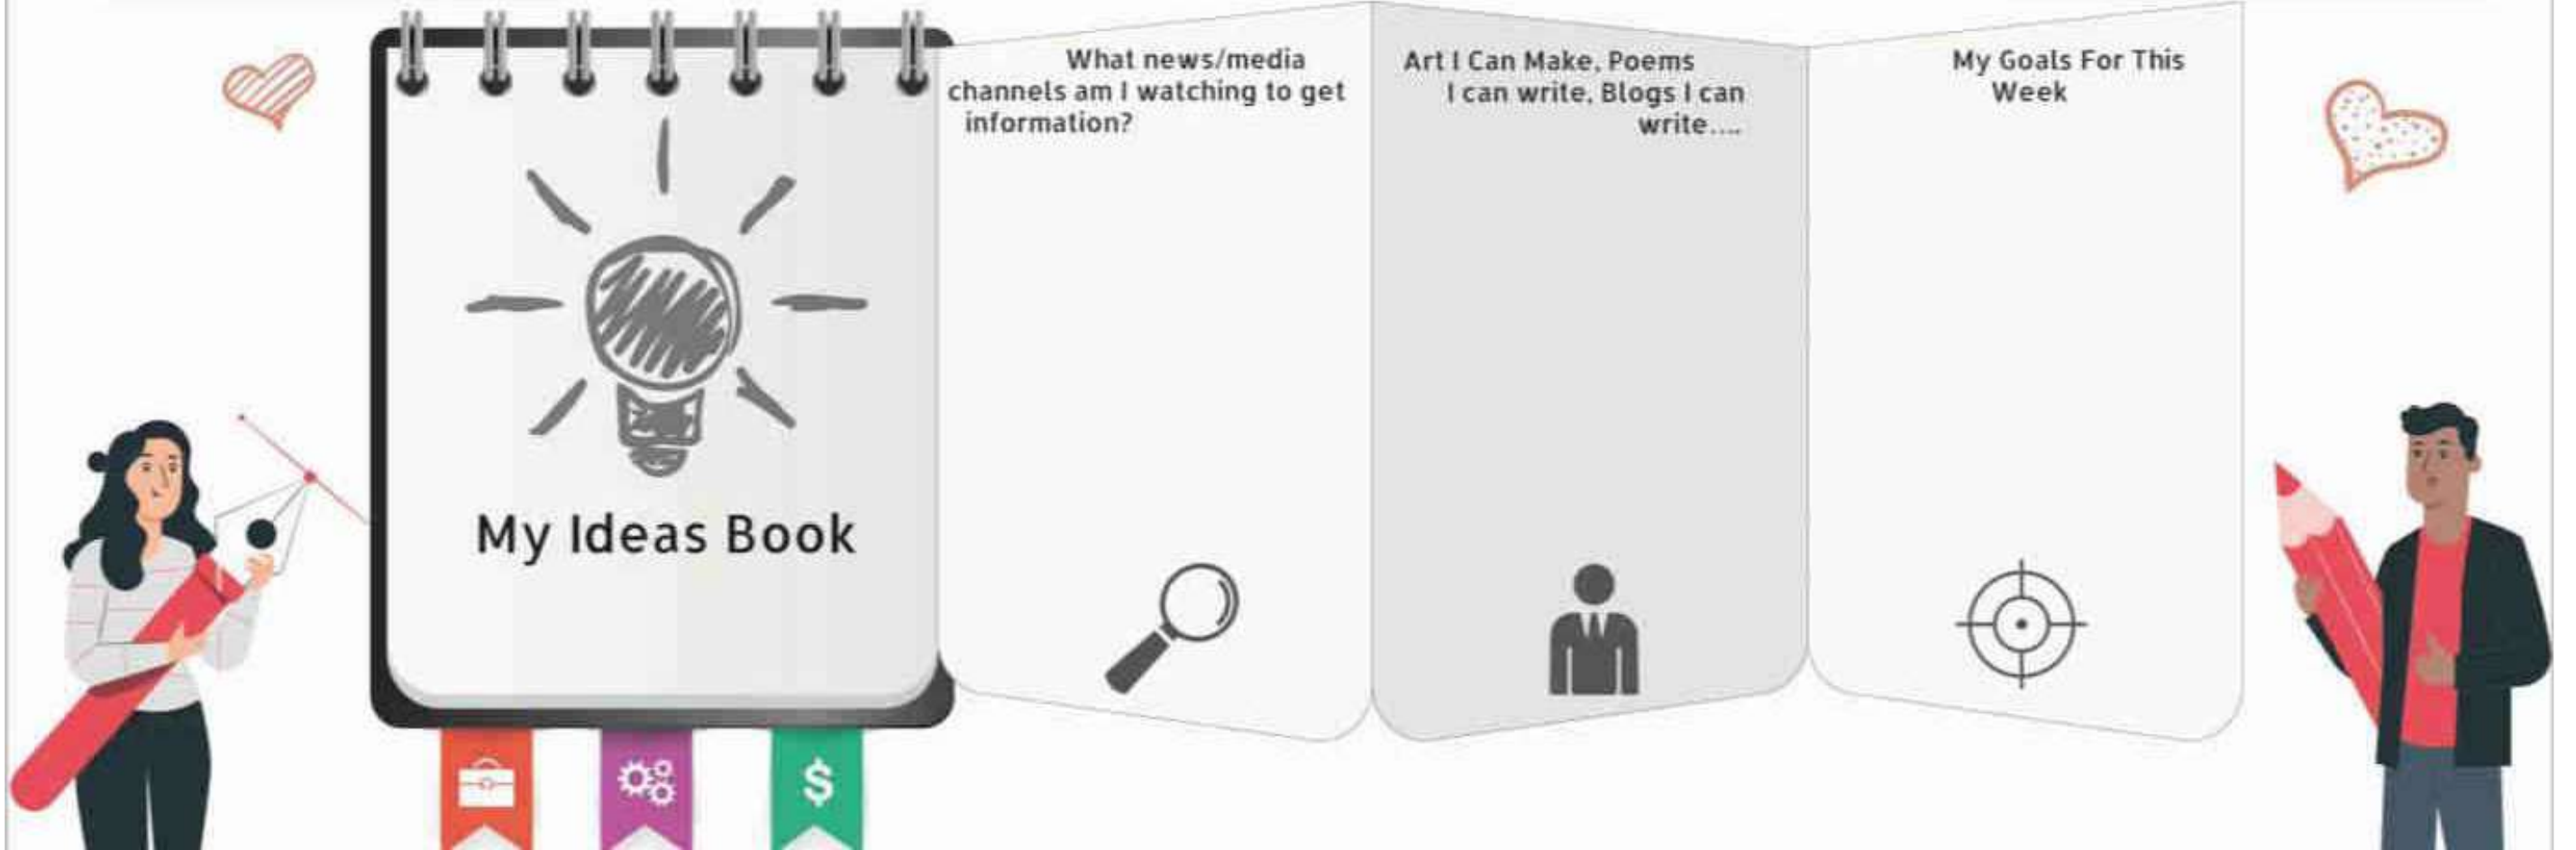 My Ideas Book
What news/media
channels am I watching to get
information?
Art I Can Make, Poems
I can write, Blogs I can
write....
My Goals For This
Week
$